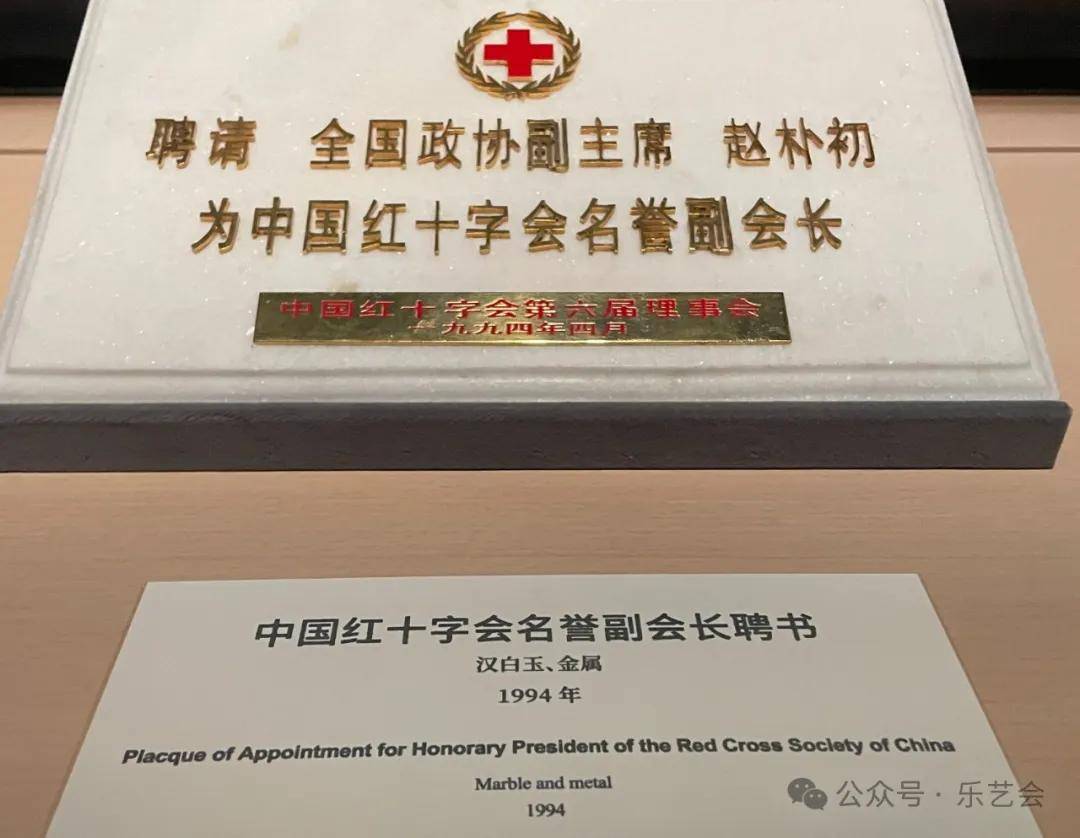 聘请 全国政协副主席 赵朴初
为中国红十字会名誉副会长
中国红十字会第六届理事会
一九九四年四月
中国红十字会名誉副会长聘书
汉白玉、金属
1994 年
Placque of Appointment for Honorary President of the Red Cross Society of China
Marble and metal
1994
公众号 · 乐艺会